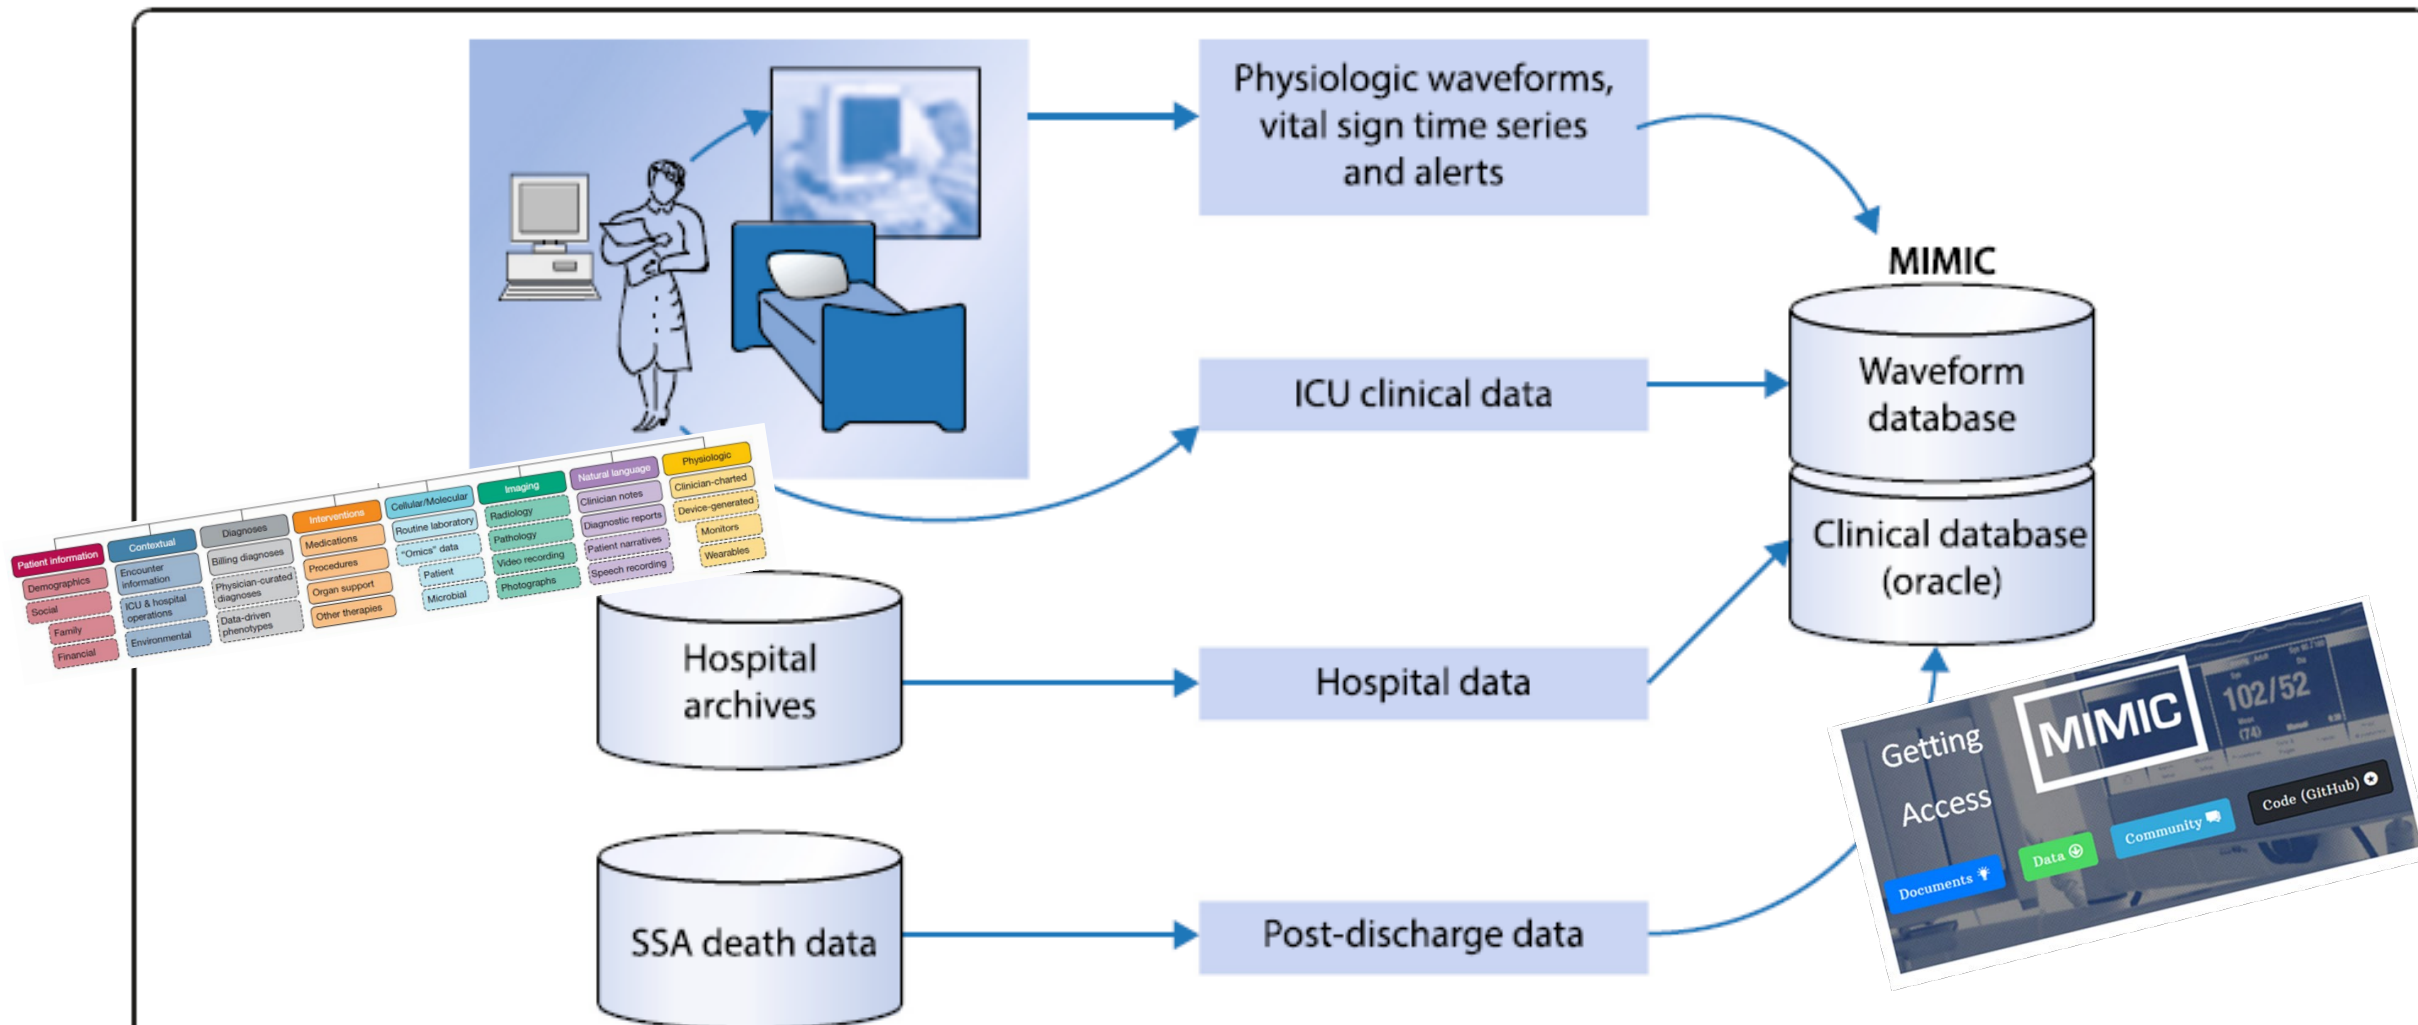 Physiologic waveforms,
vital sign time series
and alerts
MIMIC
Waveform
database
Clinical database
(oracle)
ICU clinical data
Patient information
Demographics
Social
Family
Financial
Contextual
Encounter
information
ICU & hospital
operations
Environmental
Diagnoses
Billing diagnoses
Physician-curated
diagnoses
Data-driven
phenotypes
Interventions
Medications
Procedures
Organ support
Other therapies
Cellular/Molecular
Routine laboratory
"Omics" data
Patient
Microbial
Imaging
Radiology
Pathology
Video recording
Photographs
Natural language
Clinician notes
Diagnostic reports
Patient narratives
Speech recording
Physiologic
Clinician-charted
Device-generated
Monitors
Wearables
Hospital
archives
Hospital data
SSA death data
Post-discharge data
Getting
Access
MIMIC
Adult
Sys
102/52
(74)
Manual
Documents
Data
Community
Code (GitHub)